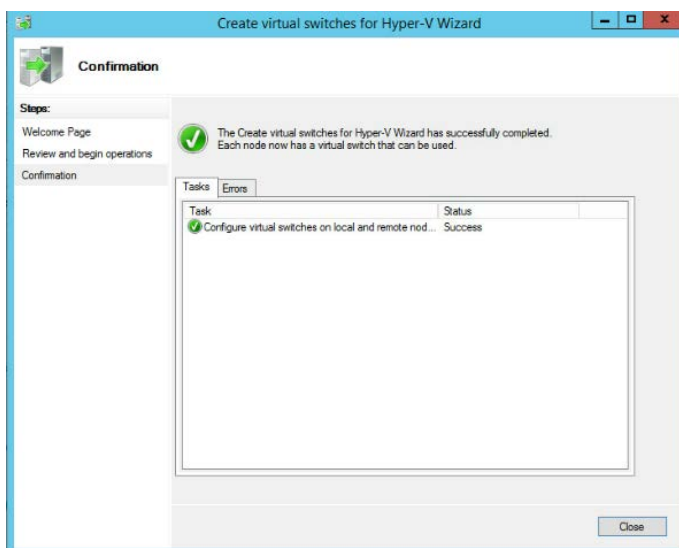 Create virtual switches for Hyper-V Wizard
Confirmation
Steps:
Welcome Page
Review and begin operations
Confirmation
The Create virtual switches for Hyper-V Wizard has successfully completed.
Each node now has a virtual switch that can be used.
Tasks Errors
Task Status
Configure virtual switches on local and remote nod... Success
Close